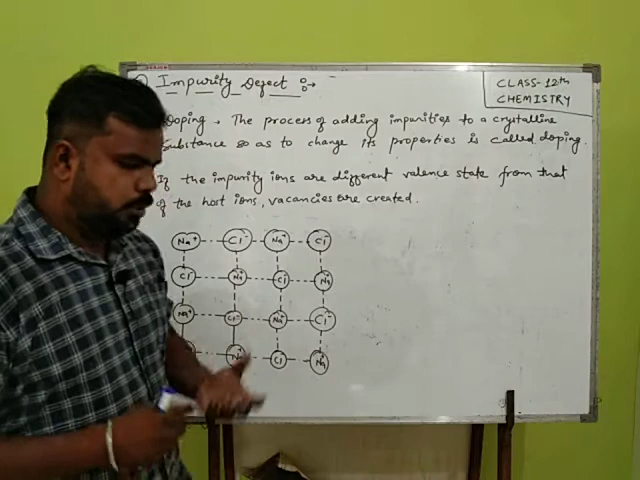 Impurity Defect :→
CLASS-12th
CHEMISTRY
Doping → The process of adding impurities to a crystalline
substance so as to change its properties is called doping.
If the impurity ions are different valence state from that
of the host ions, vacancies are created.
Na+ Cl- Na+ Cl-
Cl- Na+ Cl- Na+
Na+ Cl- Na+ Cl-
Na+ Cl Na+